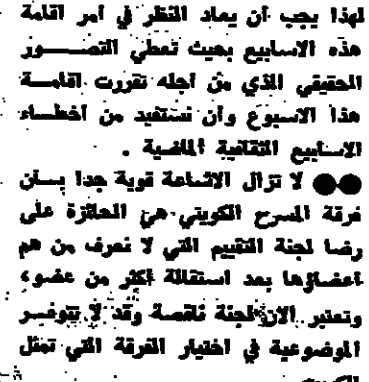 لهذا يجب أن يعاد النظر في أمر اقامة
هذه الاسابيع بحيث تعطي التصور
الحقيقي الذي من أجله تقررت اقامة
هذا الاسبوع وأن نستفيد من أخطاء
الاسابيع الثقافية الماضية .
●● لا تزال الاشاعة قوية جدا بان
فرقة المسرح الكويتي هي الحائزة على
رضا لجنة التقييم التي لا نعرف من هم
أعضاؤها بعد استقالة أكثر من عضو ،
وتعتبر الان لجنة ناقصة وقد لا تتوفر
الموضوعية في اختيار الفرقة التي تمثل